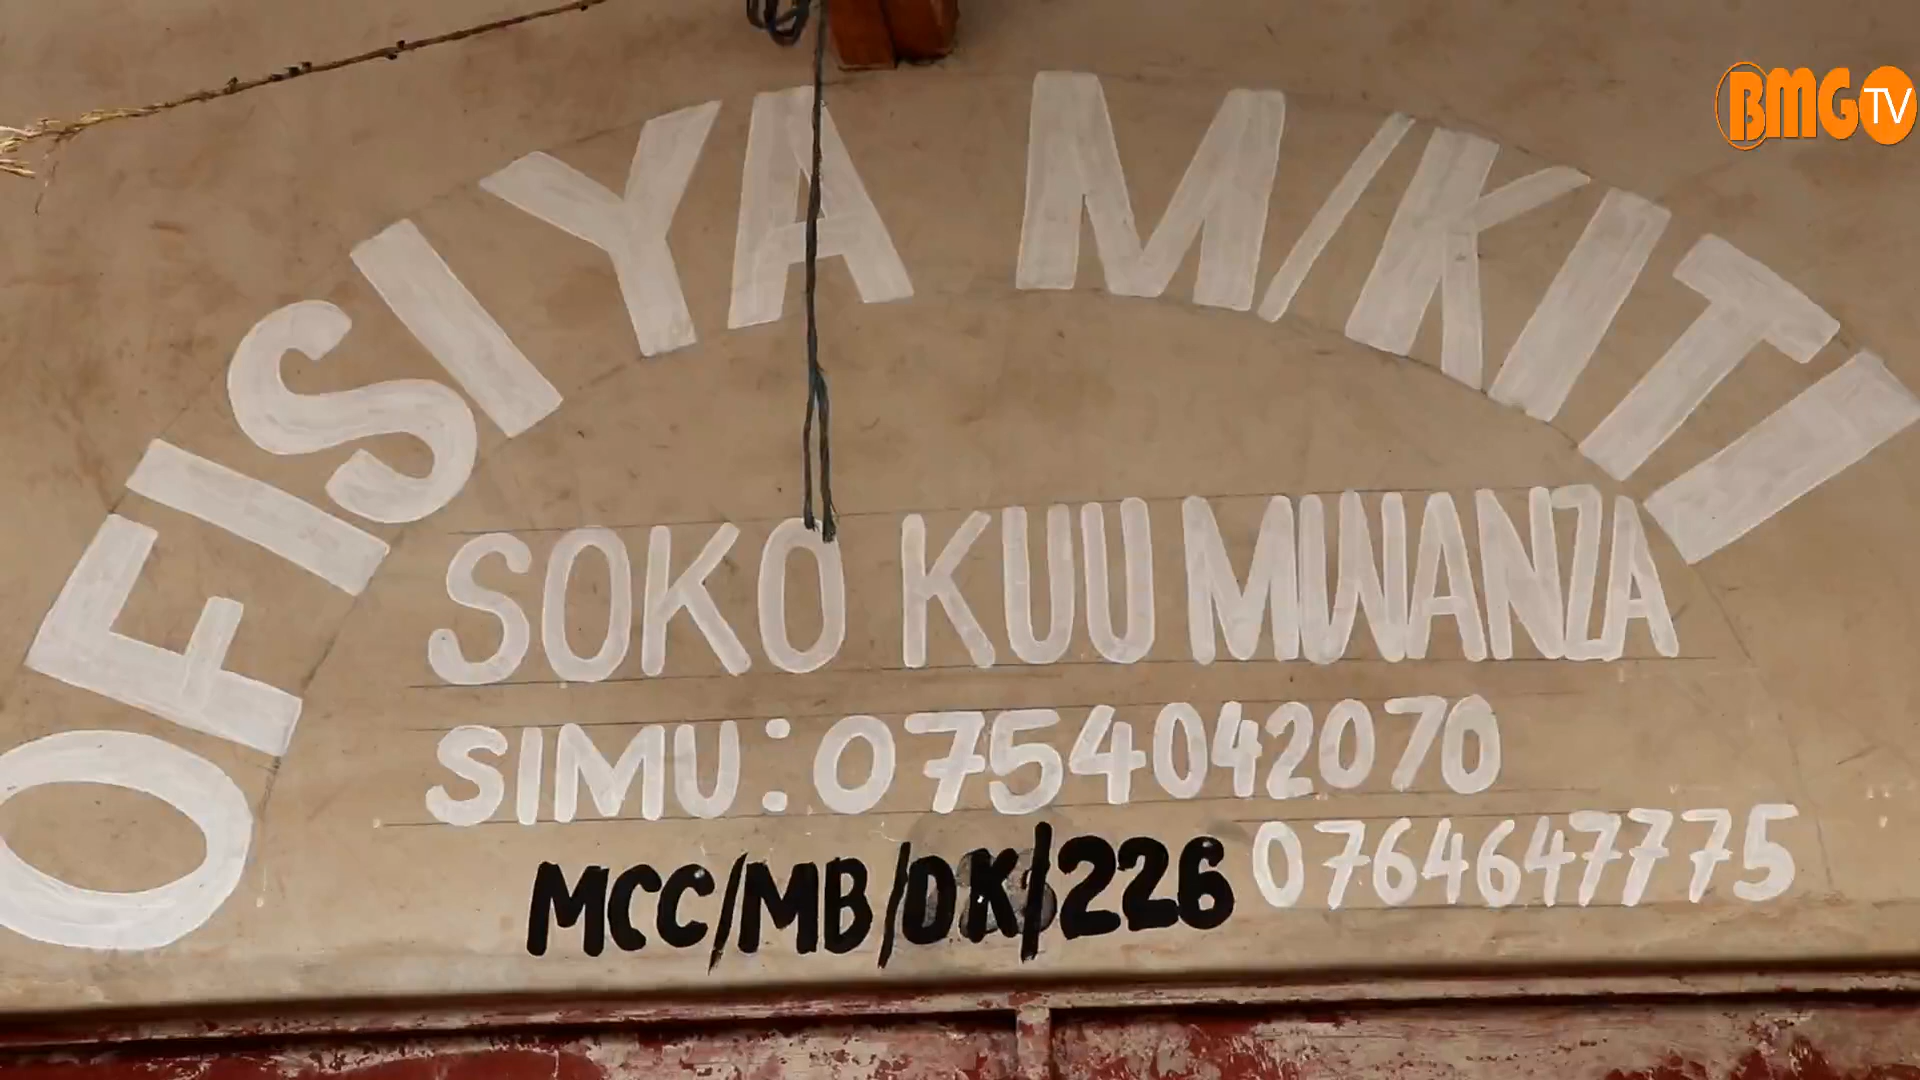 BMG TV
OFISI YA M/KITI
SOKO KUU MWANZA
SIMU: 0754042070
0764647775
MCC/MB/DK/226